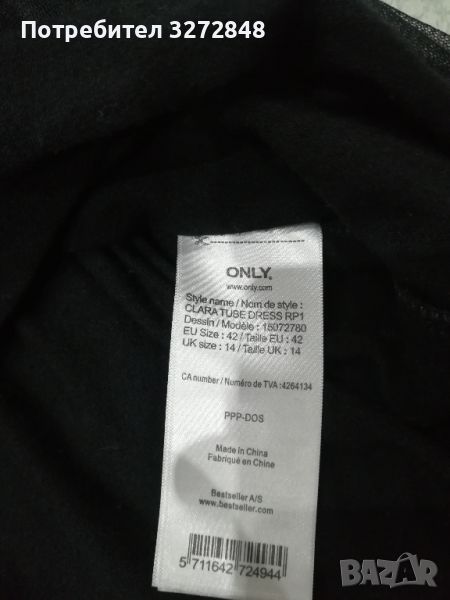 Потребител 3272848
ONLY.
www.only.com
Style name / Nom de style :
CLARA TUBE DRESS RP1
Dessin / Modèle : 15072780
EU Size : 42 / Taille EU : 42
UK size : 14 / Taille UK : 14
CA number / Numéro de TVA :4264134
PPP-DOS
Made in China
Fabriqué en Chine
Bestseller A/S
www.bestseller.com
5 711642 724944
BAZAR